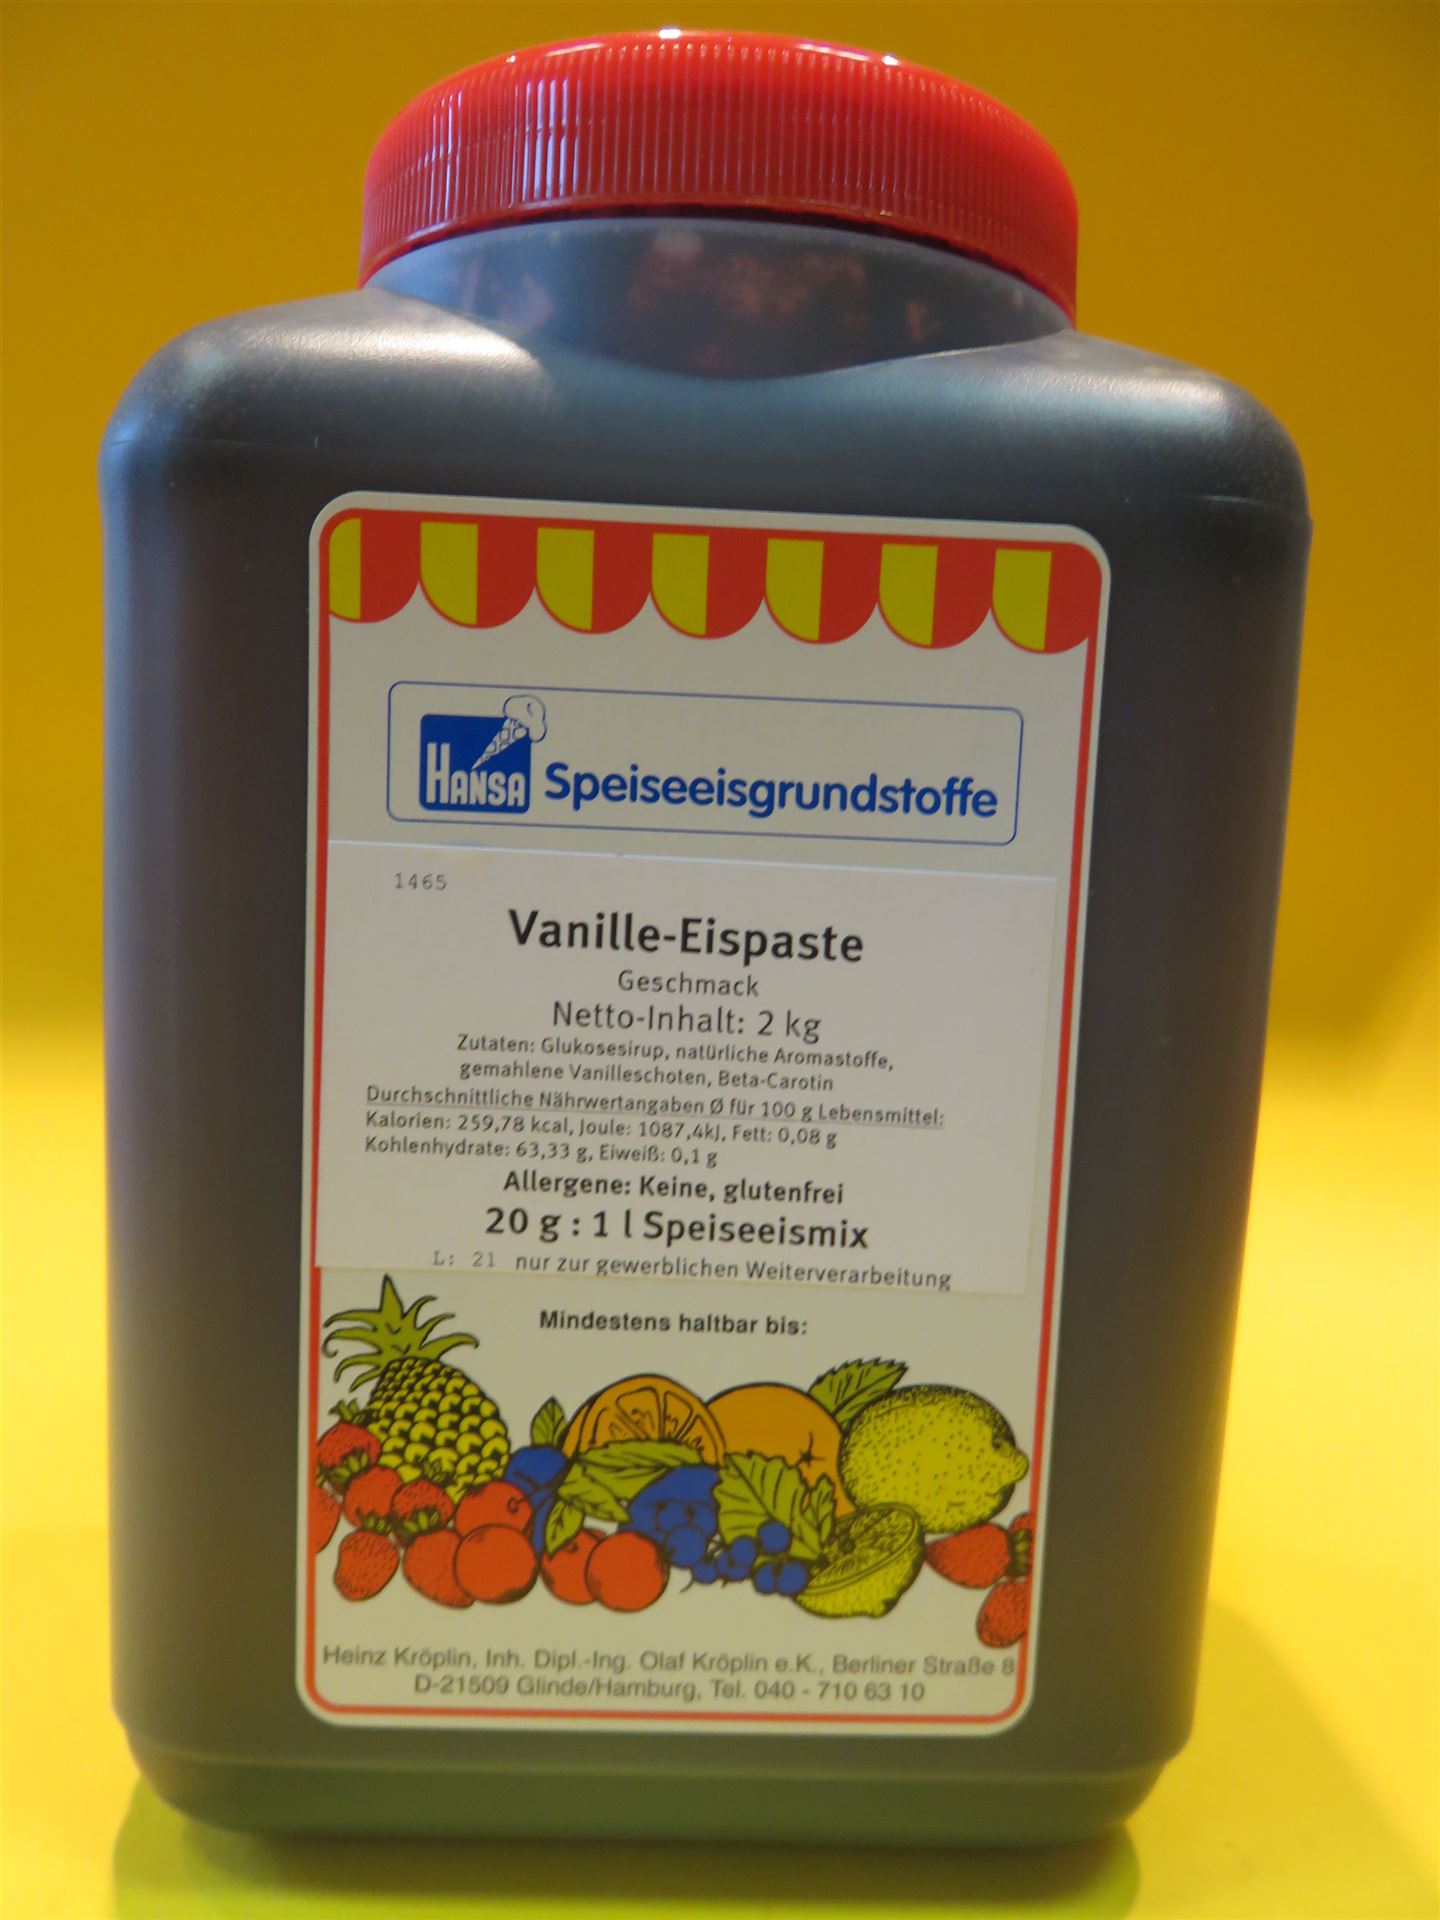 HANSA Speiseeisgrundstoffe
1465
Vanille-Eispaste
Geschmack
Netto-Inhalt: 2 kg
Zutaten: Glukosesirup, natürliche Aromastoffe,
gemahlene Vanilleschoten, Beta-Carotin
Durchschnittliche Nährwertangaben Ø für 100 g Lebensmittel:
Kalorien: 259,78 kcal, Joule: 1087,4kJ, Fett: 0,08 g
Kohlenhydrate: 63,33 g, Eiweiß: 0,1 g
Allergene: Keine, glutenfrei
20 g : 1 l Speiseeismix
L: 21 nur zur gewerblichen Weiterverarbeitung
Mindestens haltbar bis:
Heinz Kröplin, Inh. Dipl.-Ing. Olaf Kröplin e.K., Berliner Straße 8
D-21509 Glinde/Hamburg, Tel. 040 - 710 63 10